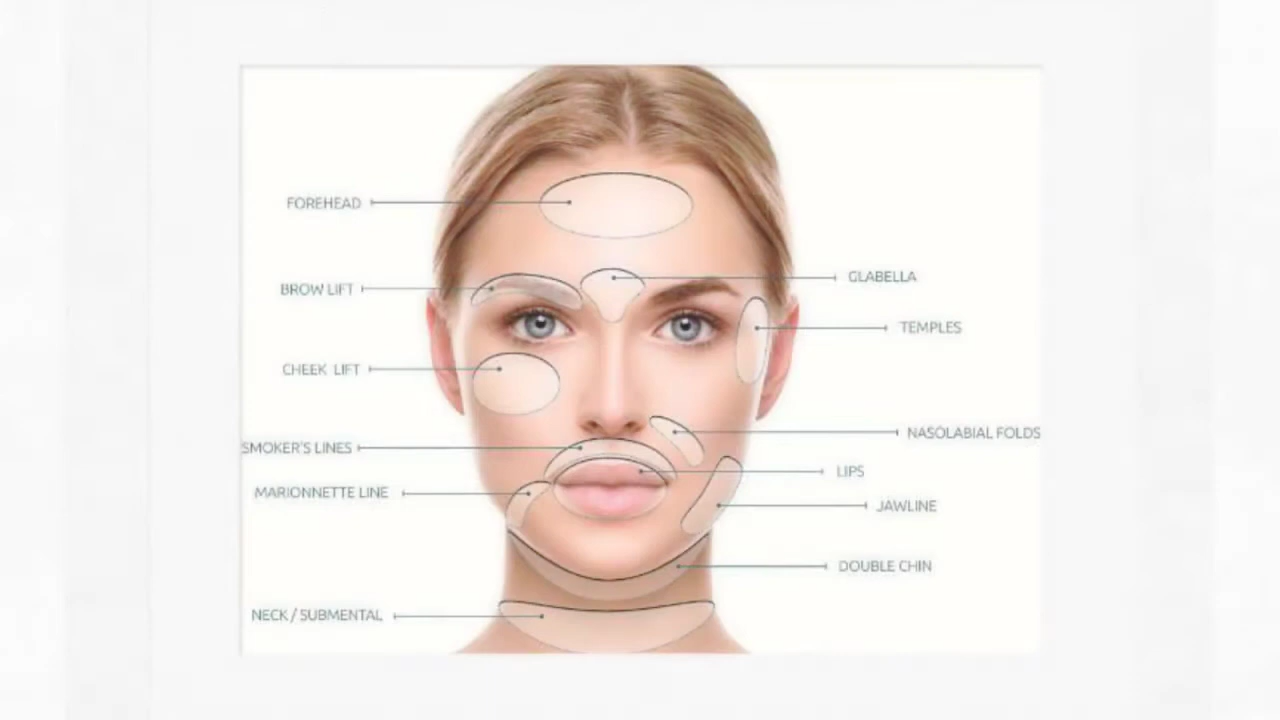 FOREHEAD
BROW LIFT
GLABELLA
TEMPLES
CHEEK LIFT
NASOLABIAL FOLDS
SMOKER'S LINES
LIPS
MARIONNETTE LINE
JAWLINE
DOUBLE CHIN
NECK / SUBMENTAL